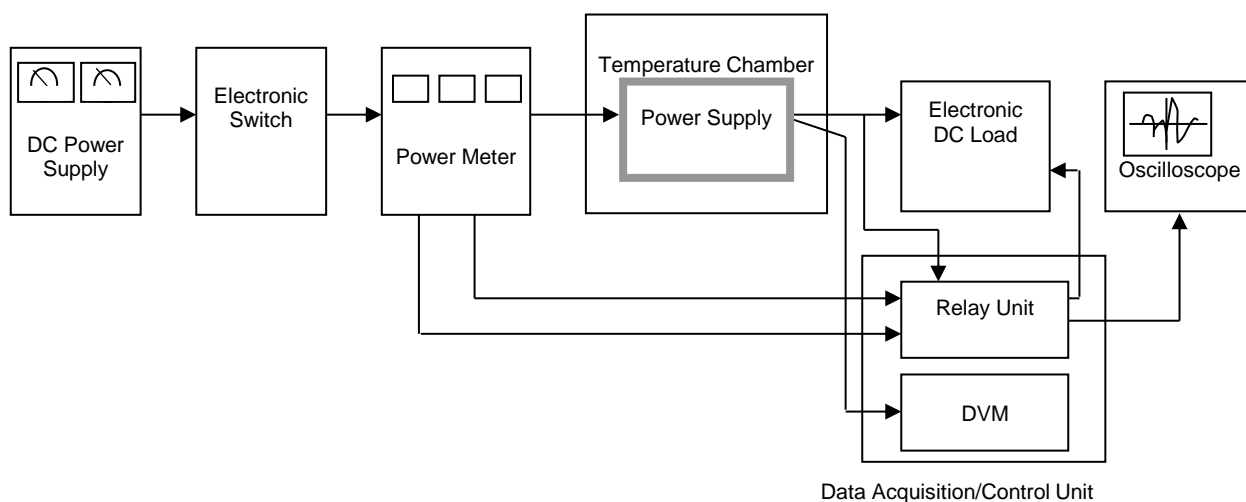 DC Power
Supply
Electronic
Switch
Power Meter
Temperature Chamber
Power Supply
Electronic
DC Load
Oscilloscope
Relay Unit
DVM
Data Acquisition/Control Unit